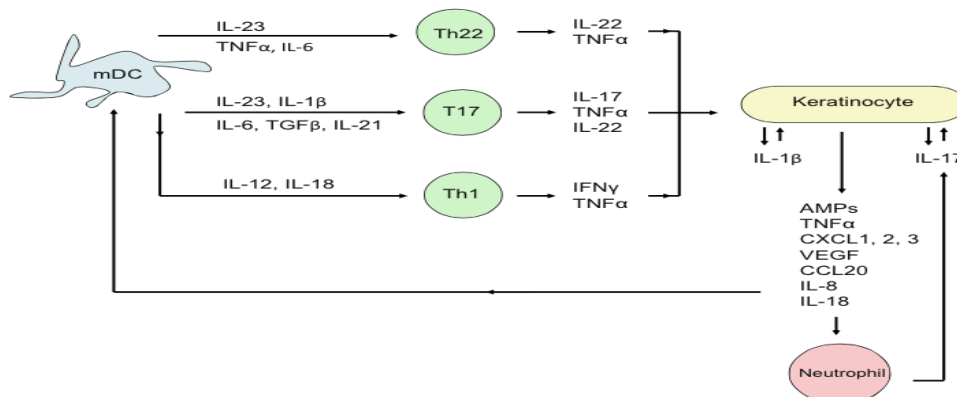 IL-23
TNFα, IL-6
Th22
IL-22
TNFα
mDC
IL-23, IL-1β
IL-6, TGFβ, IL-21
T17
IL-17
TNFα
IL-22
Keratinocyte
IL-1β
IL-17
IL-12, IL-18
Th1
IFNγ
TNFα
AMPs
TNFα
CXCL1, 2, 3
VEGF
CCL20
IL-8
IL-18
Neutrophil